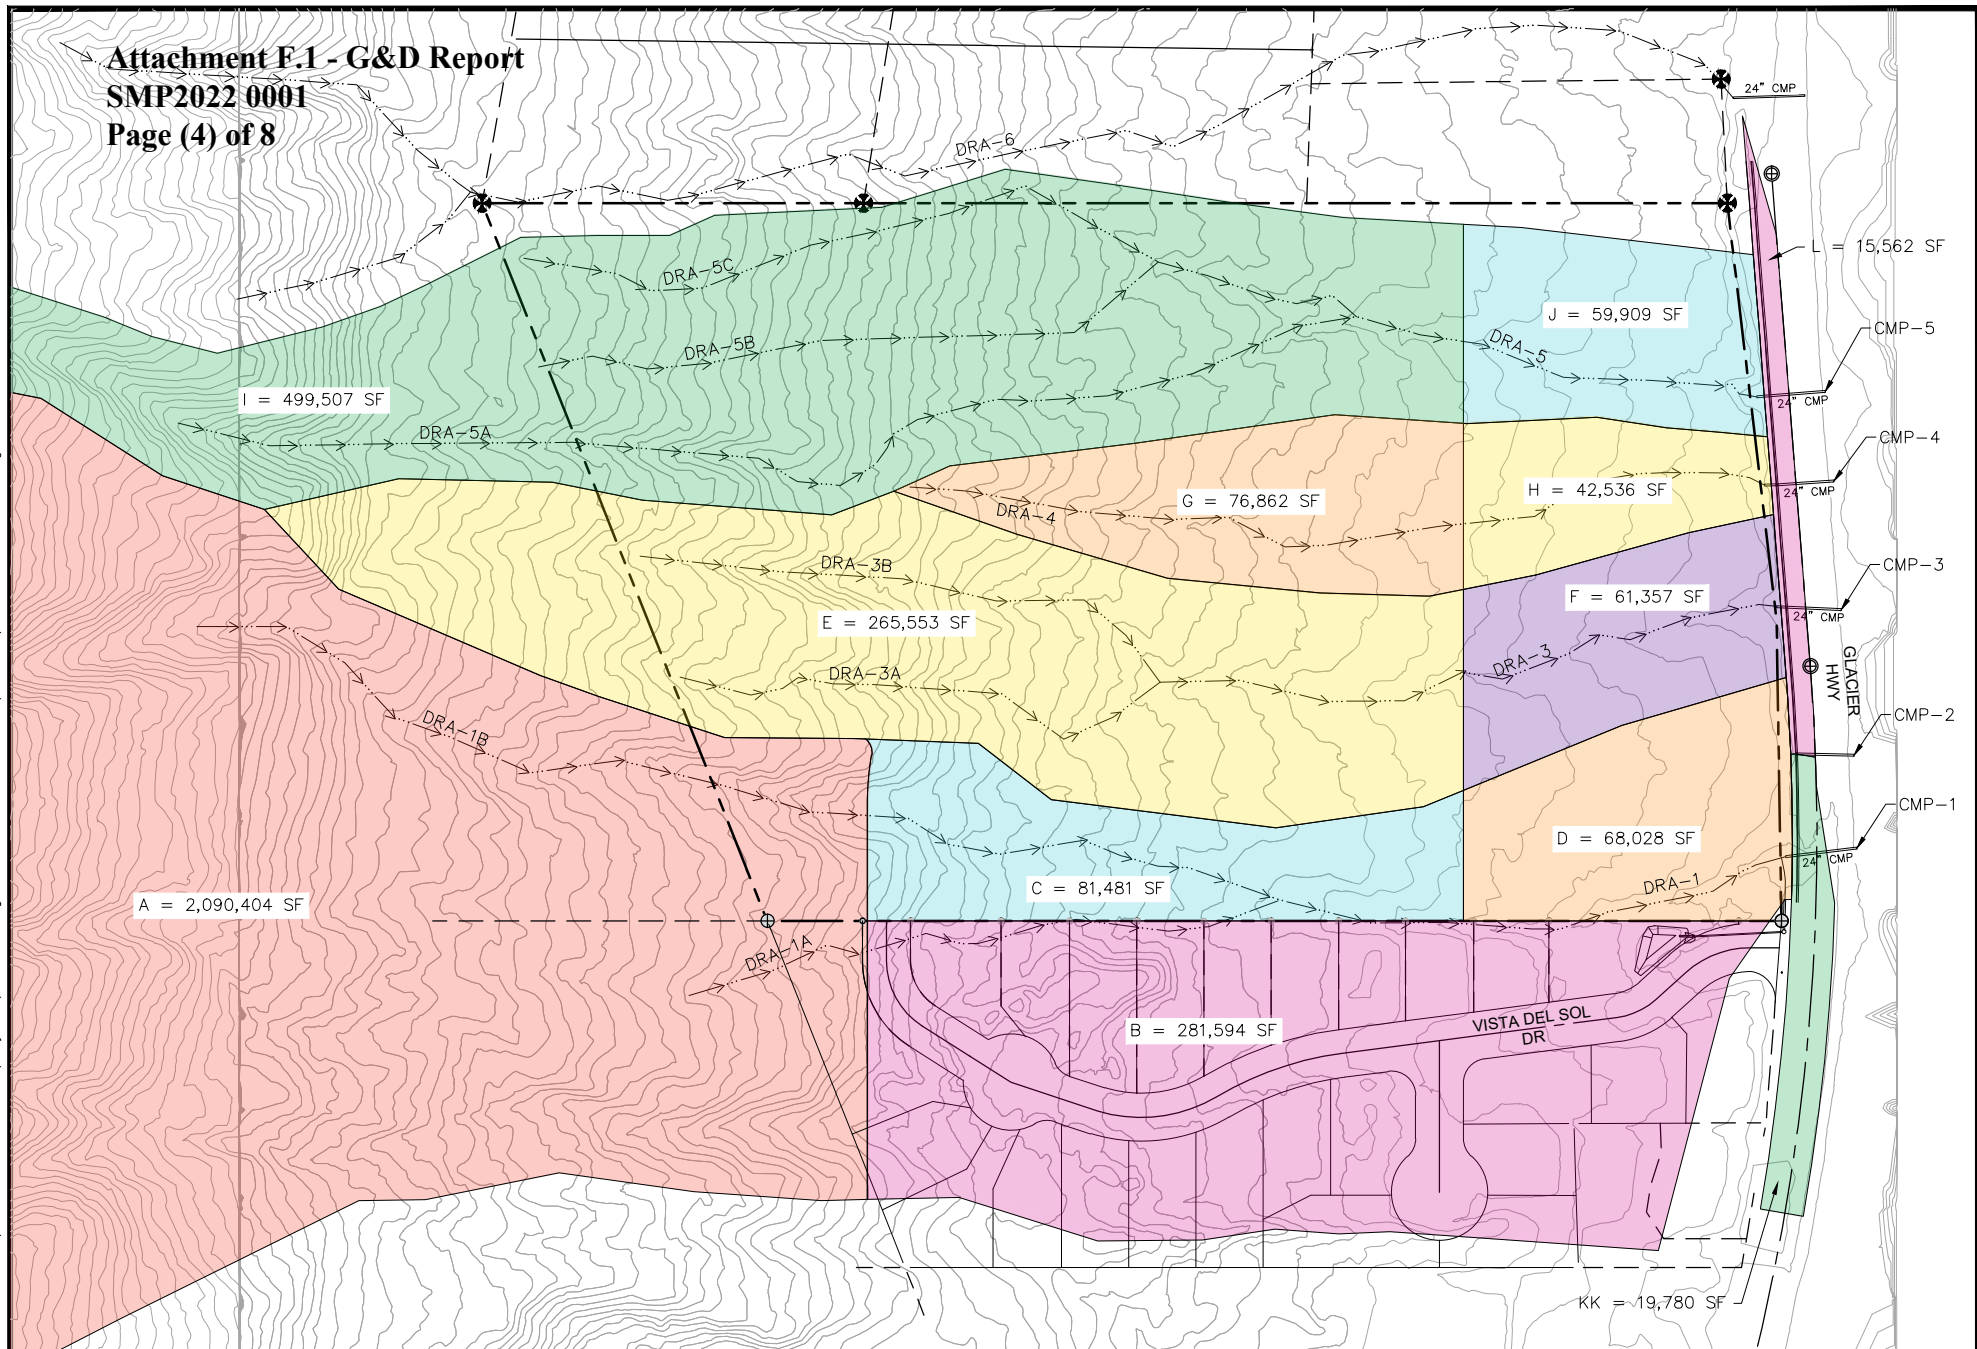 Attachment F.1 - G&D Report
SMP2022 0001
Page (4) of 8
24" CMP
DRA-6
L = 15,562 SF
DRA-5C
J = 59,909 SF
CMP-5
DRA-5B
DRA-5
I = 499,507 SF
24" CMP
DRA-5A
CMP-4
G = 76,862 SF
H = 42,536 SF
24" CMP
DRA-4
DRA-3B
CMP-3
F = 61,357 SF
24" CMP
E = 265,553 SF
DRA-3
DRA-3A
GLACIER
HWY
CMP-2
DRA-1B
CMP-1
D = 68,028 SF
24" CMP
C = 81,481 SF
DRA-1
A = 2,090,404 SF
DRA-1A
B = 281,594 SF
VISTA DEL SOL
DR
KK = 19,780 SF